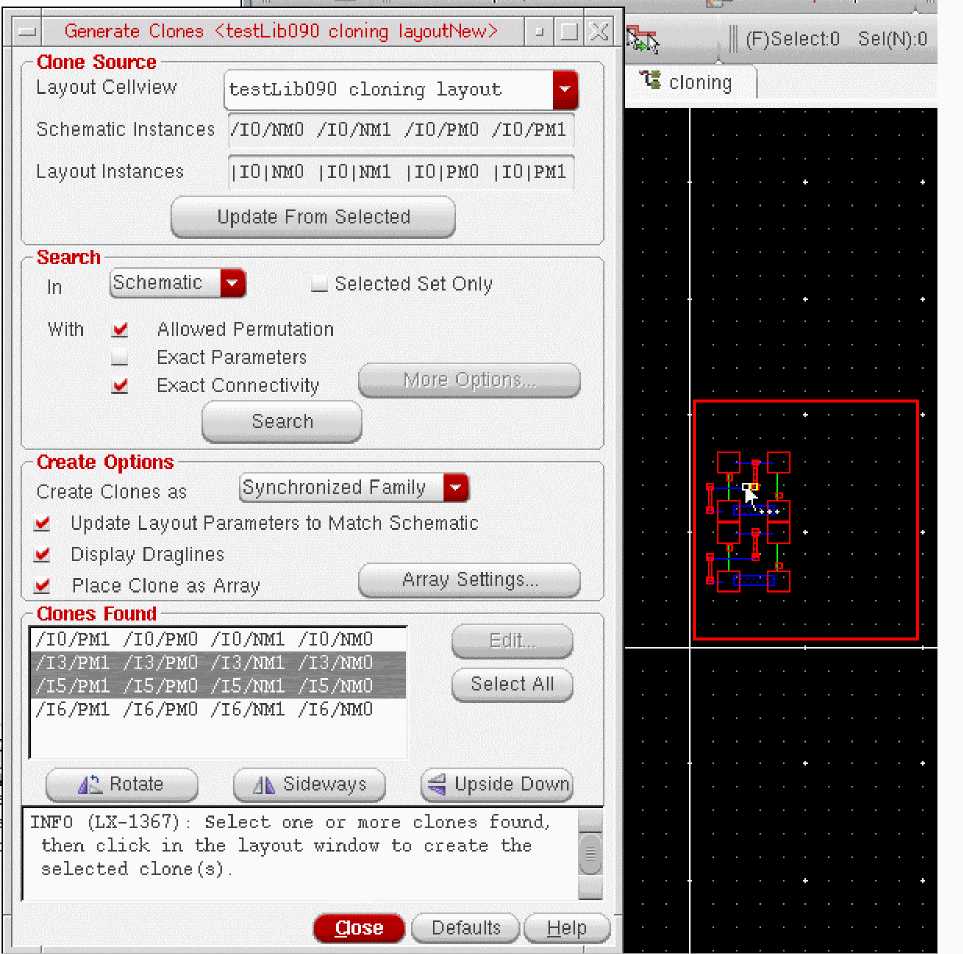 Generate Clones <testLib090 cloning layoutNew>
(F)Select:0 Sel(N):0
cloning
Clone Source
Layout Cellview testLib090 cloning layout
Schematic Instances /I0/NM0 /I0/NM1 /I0/PM0 /I0/PM1
Layout Instances |I0|NM0 |I0|NM1 |I0|PM0 |I0|PM1
Update From Selected
Search
In Schematic Selected Set Only
With Allowed Permutation
Exact Parameters
Exact Connectivity More Options...
Search
Create Options
Create Clones as Synchronized Family
Update Layout Parameters to Match Schematic
Display Draglines
Place Clone as Array Array Settings...
Clones Found
/I0/PM1 /I0/PM0 /I0/NM1 /I0/NM0 Edit...
/I3/PM1 /I3/PM0 /I3/NM1 /I3/NM0
/I5/PM1 /I5/PM0 /I5/NM1 /I5/NM0 Select All
/I6/PM1 /I6/PM0 /I6/NM1 /I6/NM0
Rotate Sideways Upside Down
INFO (LX-1367): Select one or more clones found,
then click in the layout window to create the
selected clone(s).
Close Defaults Help